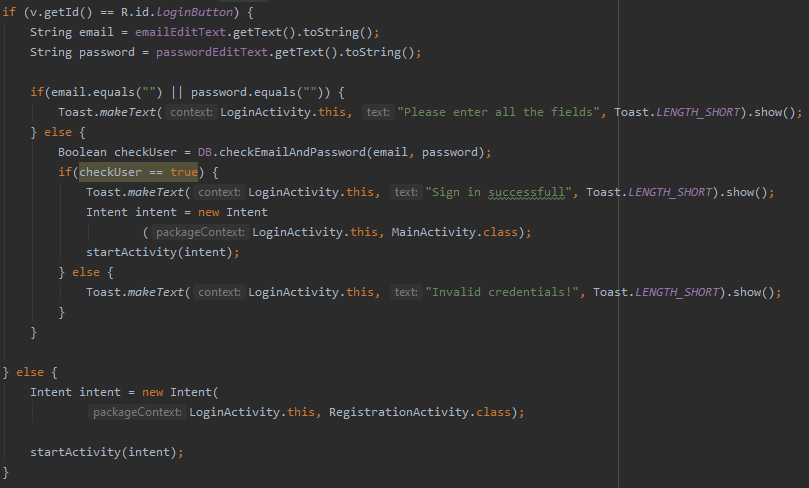 if (v.getId() == R.id.loginButton) {
String email = emailEditText.getText().toString();
String password = passwordEditText.getText().toString();
if(email.equals("") || password.equals("")) {
Toast.makeText( context: LoginActivity.this, text: "Please enter all the fields", Toast.LENGTH_SHORT).show();
} else {
Boolean checkUser = DB.checkEmailAndPassword(email, password);
if(checkUser == true) {
Toast.makeText( context: LoginActivity.this, text: "Sign in successfull", Toast.LENGTH_SHORT).show();
Intent intent = new Intent
( packageContext: LoginActivity.this, MainActivity.class);
startActivity(intent);
} else {
Toast.makeText( context: LoginActivity.this, text: "Invalid credentials!", Toast.LENGTH_SHORT).show();
}
}
} else {
Intent intent = new Intent(
packageContext: LoginActivity.this, RegistrationActivity.class);
startActivity(intent);
}